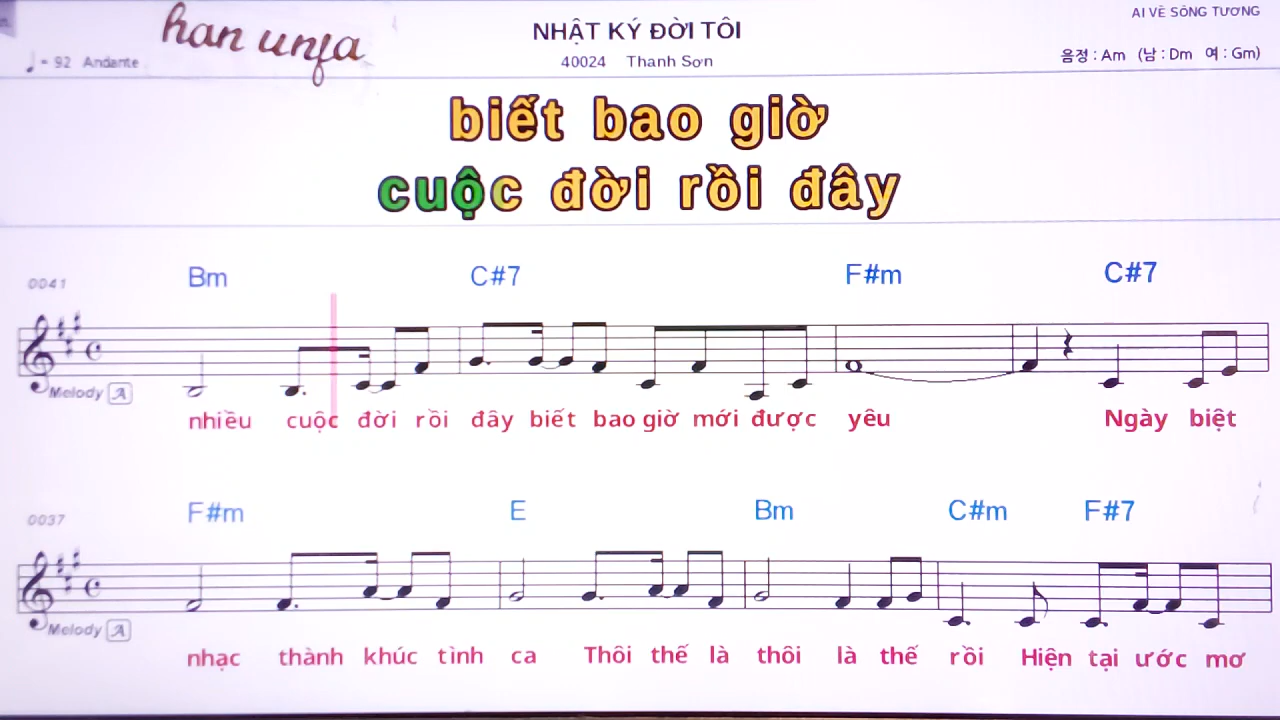 AI VỀ SÔNG TƯƠNG
han unfa
NHẬT KÝ ĐỜI TÔI
♩ = 92 Andante
40024 Thanh Sơn
음정 : Am (남 : Dm 여 : Gm)
biết bao giờ
cuộc đời rồi đây
0041
Bm C#7 F#m C#7
Melody A
nhiều cuộc đời rồi đây biết bao giờ mới được yêu Ngày biệt
0037
F#m E Bm C#m F#7
Melody A
nhạc thành khúc tình ca Thôi thế là thôi là thế rồi Hiện tại ước mơ